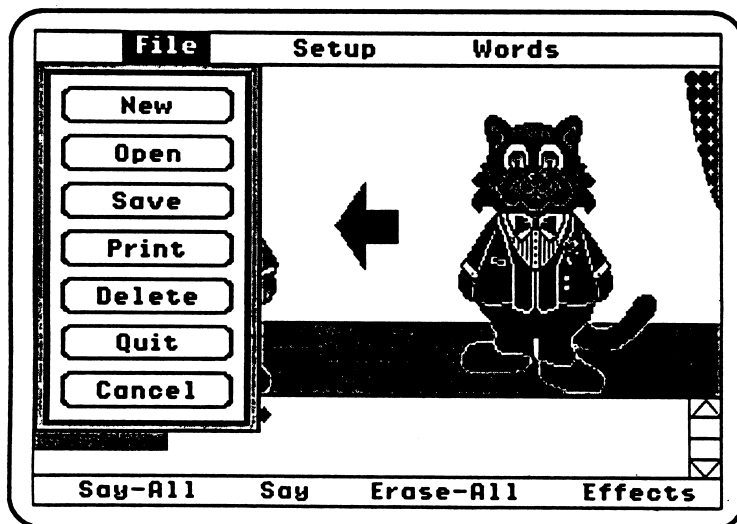 File Setup Words
New
Open
Save
Print
Delete
Quit
Cancel
Say-All Say Erase-All Effects